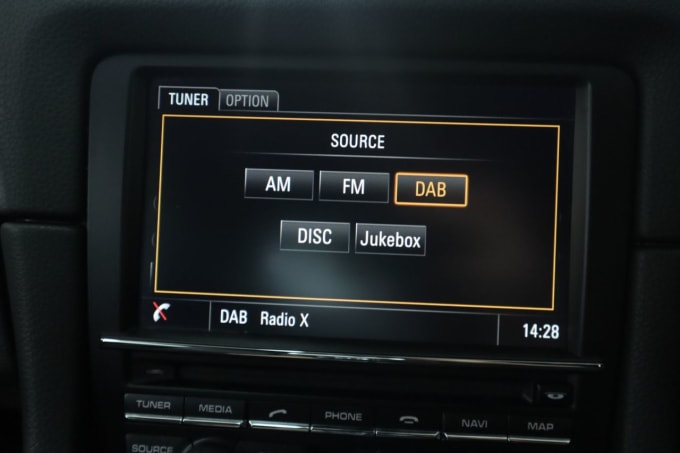 TUNER OPTION
SOURCE
AM FM DAB
DISC Jukebox
DAB Radio X 14:28
TUNER MEDIA PHONE NAVI MAP
SOURCE